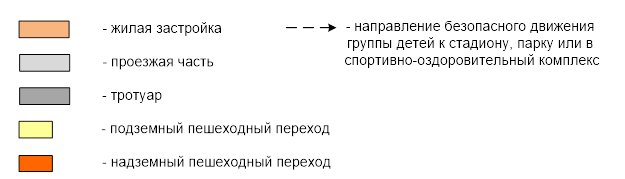 - жилая застройка
- проезжая часть
- тротуар
- подземный пешеходный переход
- надземный пешеходный переход
- направление безопасного движения
группы детей к стадиону, парку или в
спортивно-оздоровительный комплекс